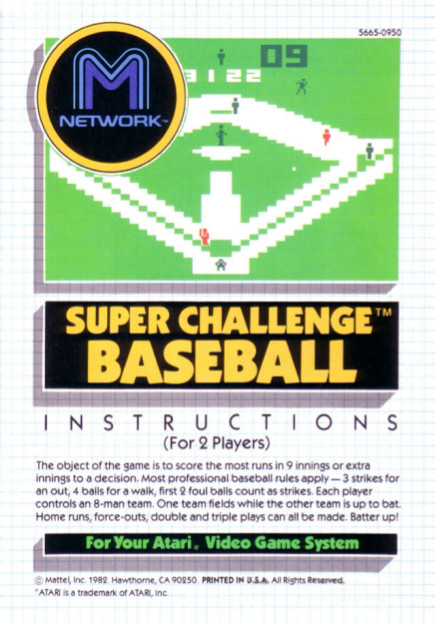 5665-0950
M
NETWORK™
09
3 1 22
SUPER CHALLENGE™
BASEBALL
INSTRUCTIONS
(For 2 Players)
The object of the game is to score the most runs in 9 innings or extra
innings to a decision. Most professional baseball rules apply — 3 strikes for
an out, 4 balls for a walk, first 2 foul balls count as strikes. Each player
controls an 8-man team. One team fields while the other team is up to bat.
Home runs, force-outs, double and triple plays can all be made. Batter up!
For Your Atari® Video Game System
© Mattel, Inc. 1982. Hawthorne, CA 90250. PRINTED IN U.S.A. All Rights Reserved.
™ATARI is a trademark of ATARI, Inc.